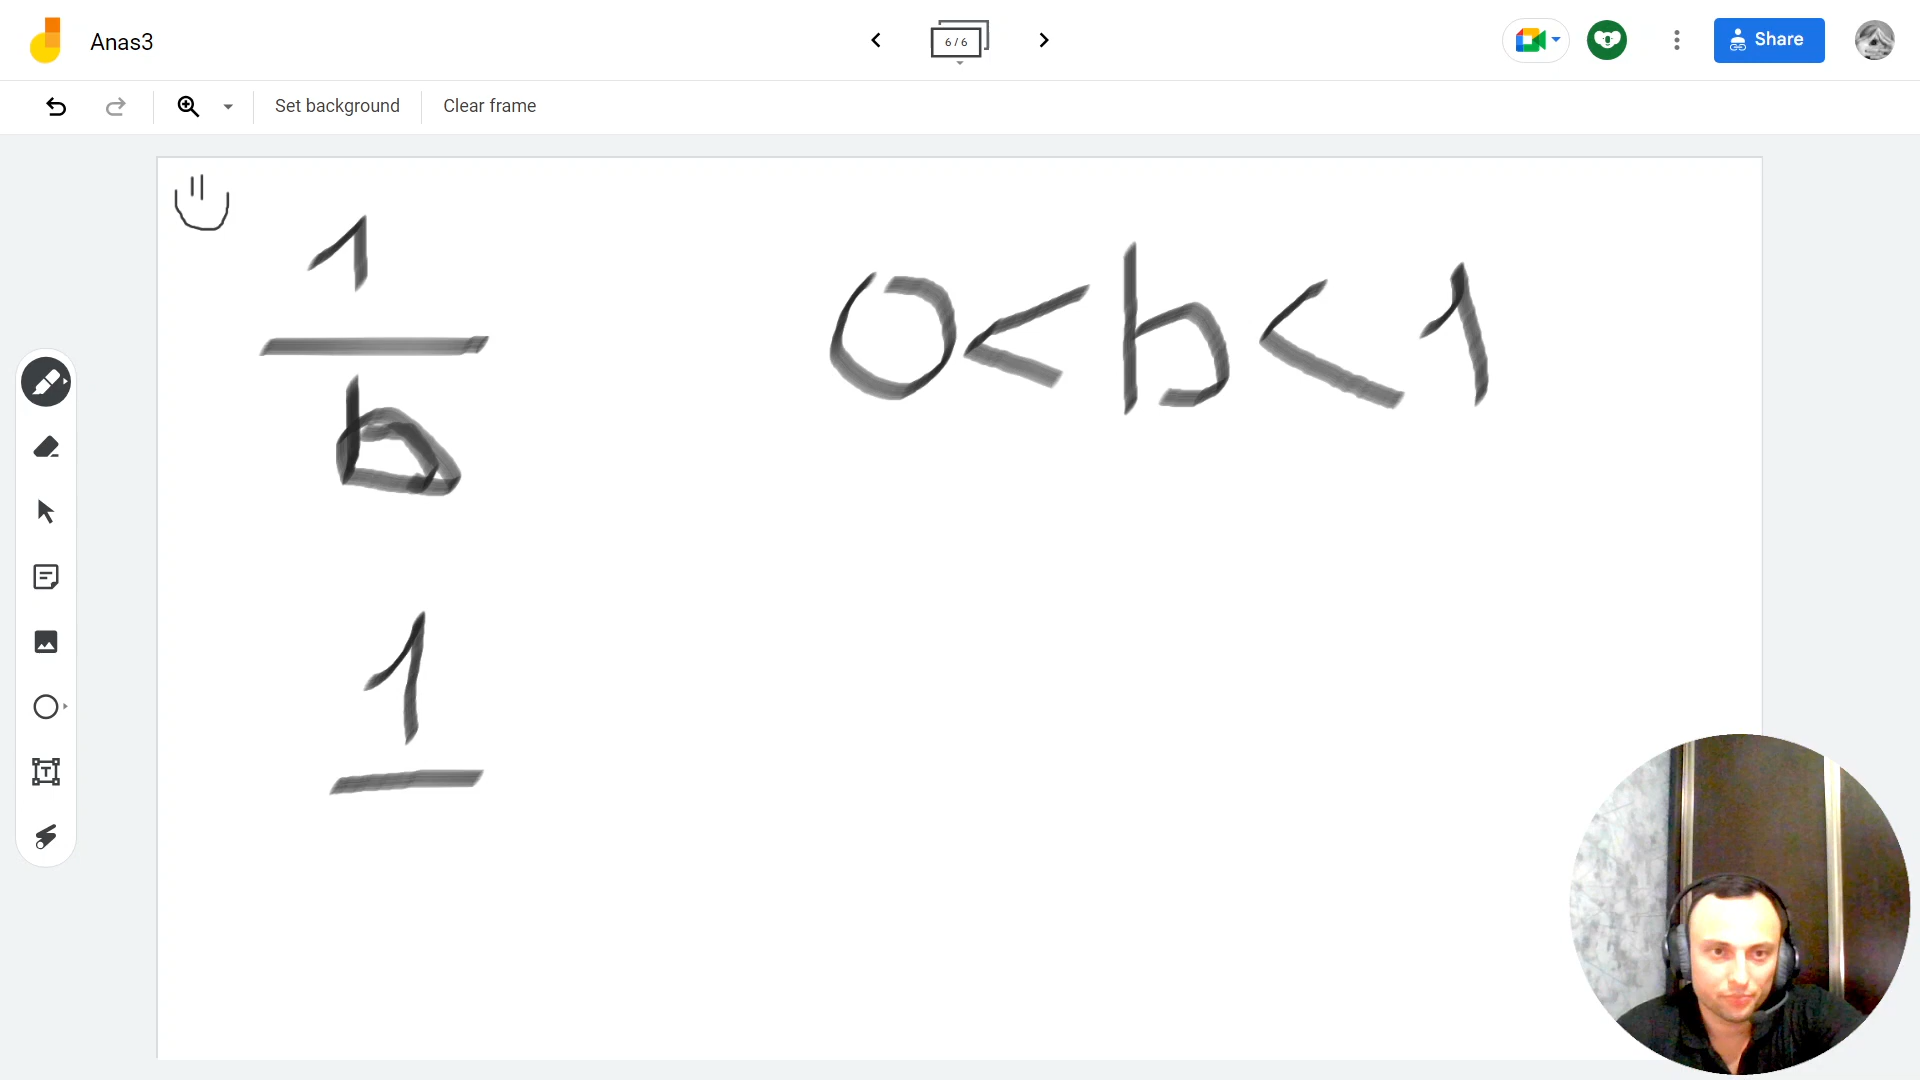 Anas3
6 / 6
Share
Set background
Clear frame
1
b
0 < b < 1
1